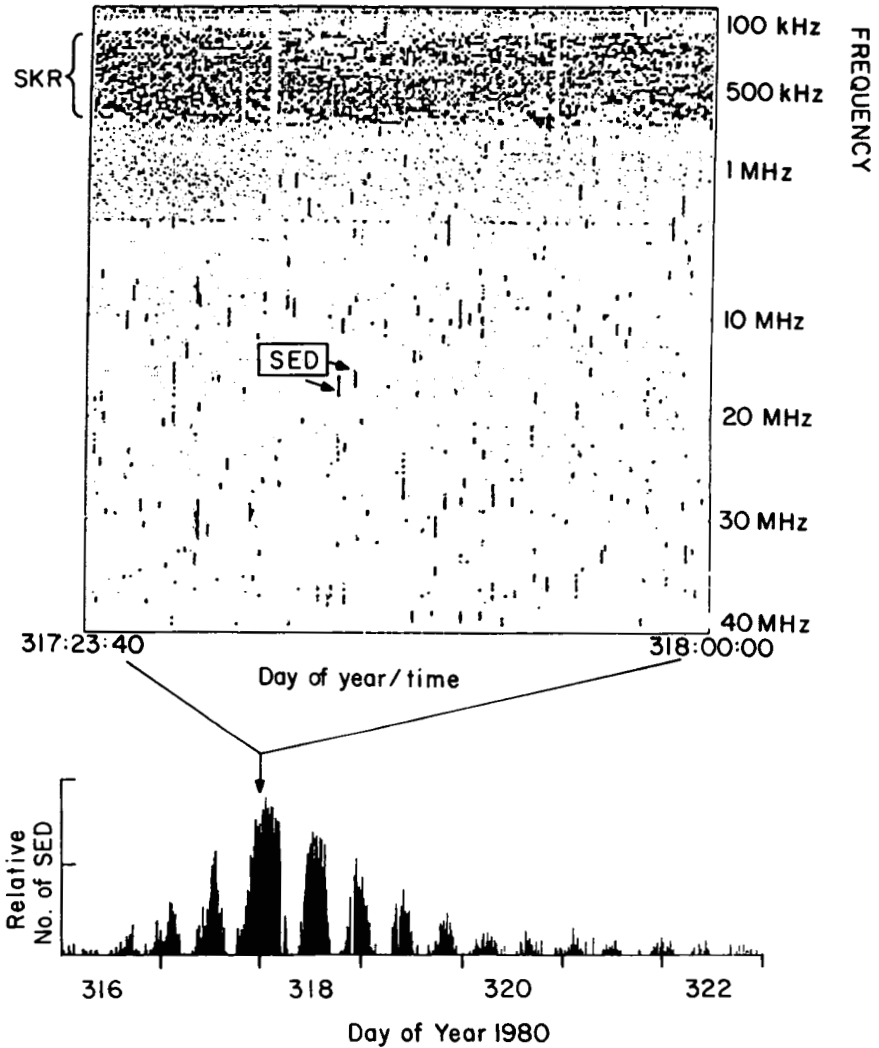 100 kHz
SKR
500 kHz
FREQUENCY
1 MHz
10 MHz
SED
20 MHz
30 MHz
40 MHz
317:23:40
318:00:00
Day of year/time
Relative
No. of SED
316
318
320
322
Day of Year 1980